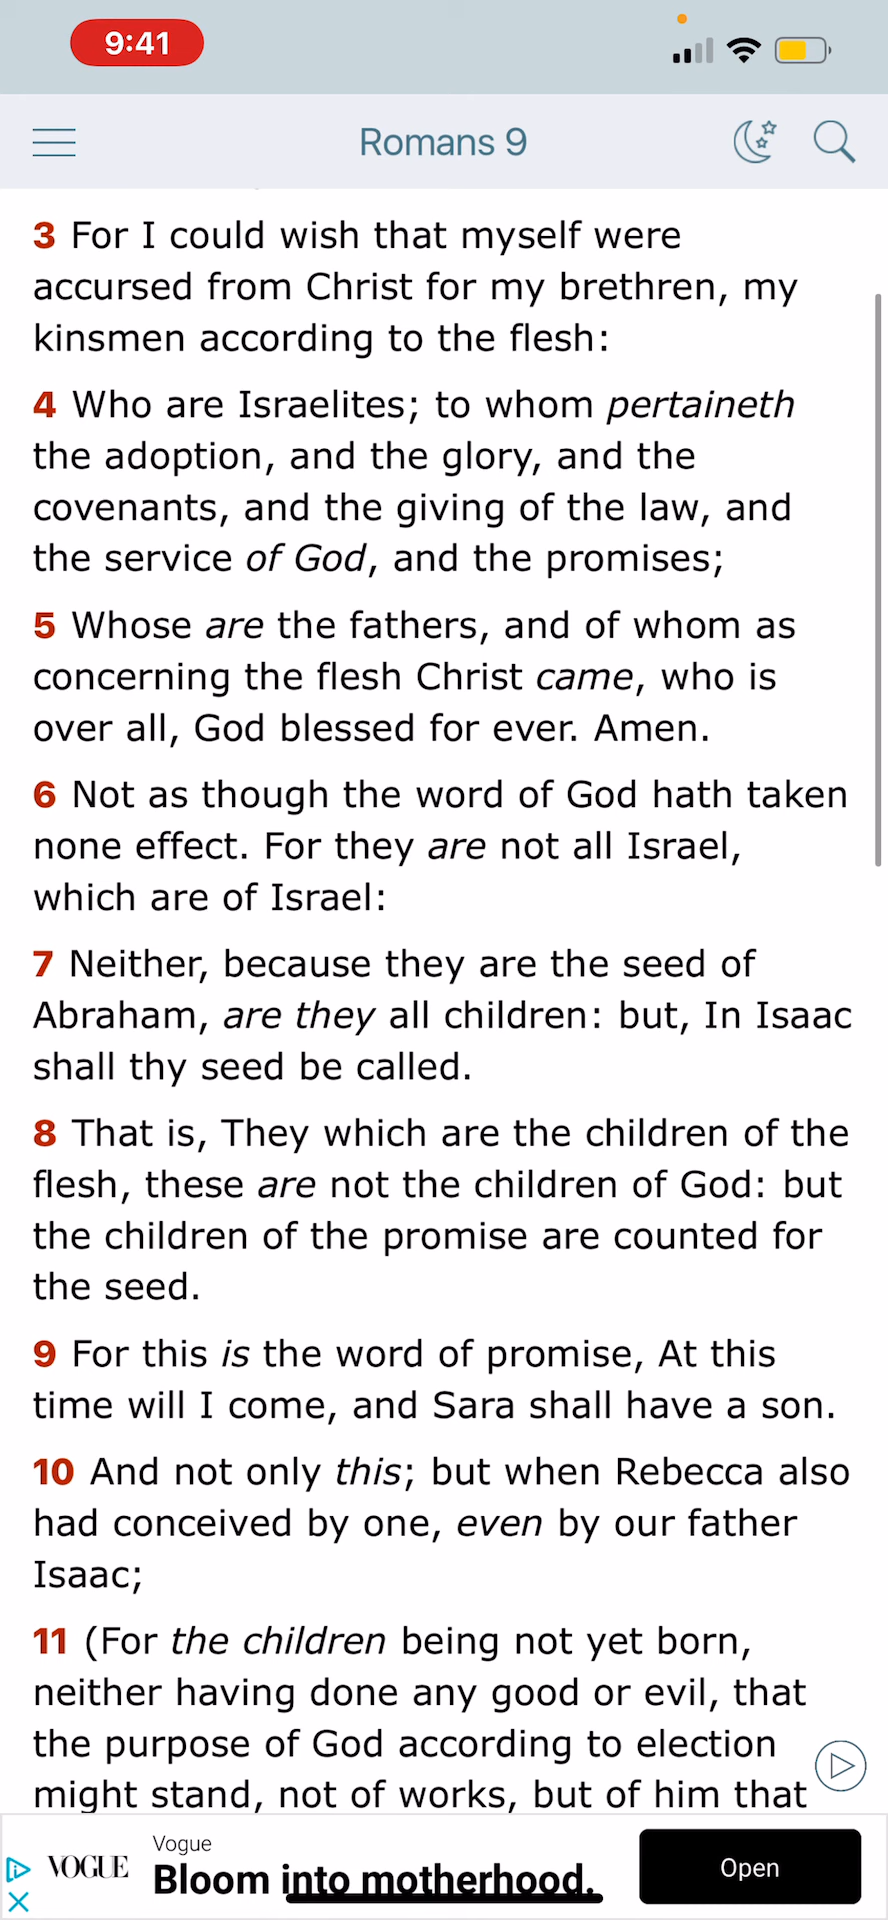 9:41
Romans 9
3 For I could wish that myself were
accursed from Christ for my brethren, my
kinsmen according to the flesh:
4 Who are Israelites; to whom pertaineth
the adoption, and the glory, and the
covenants, and the giving of the law, and
the service of God, and the promises;
5 Whose are the fathers, and of whom as
concerning the flesh Christ came, who is
over all, God blessed for ever. Amen.
6 Not as though the word of God hath taken
none effect. For they are not all Israel,
which are of Israel:
7 Neither, because they are the seed of
Abraham, are they all children: but, In Isaac
shall thy seed be called.
8 That is, They which are the children of the
flesh, these are not the children of God: but
the children of the promise are counted for
the seed.
9 For this is the word of promise, At this
time will I come, and Sara shall have a son.
10 And not only this; but when Rebecca also
had conceived by one, even by our father
Isaac;
11 (For the children being not yet born,
neither having done any good or evil, that
the purpose of God according to election
might stand, not of works, but of him that
VOGUE
Vogue
Bloom into motherhood.
Open